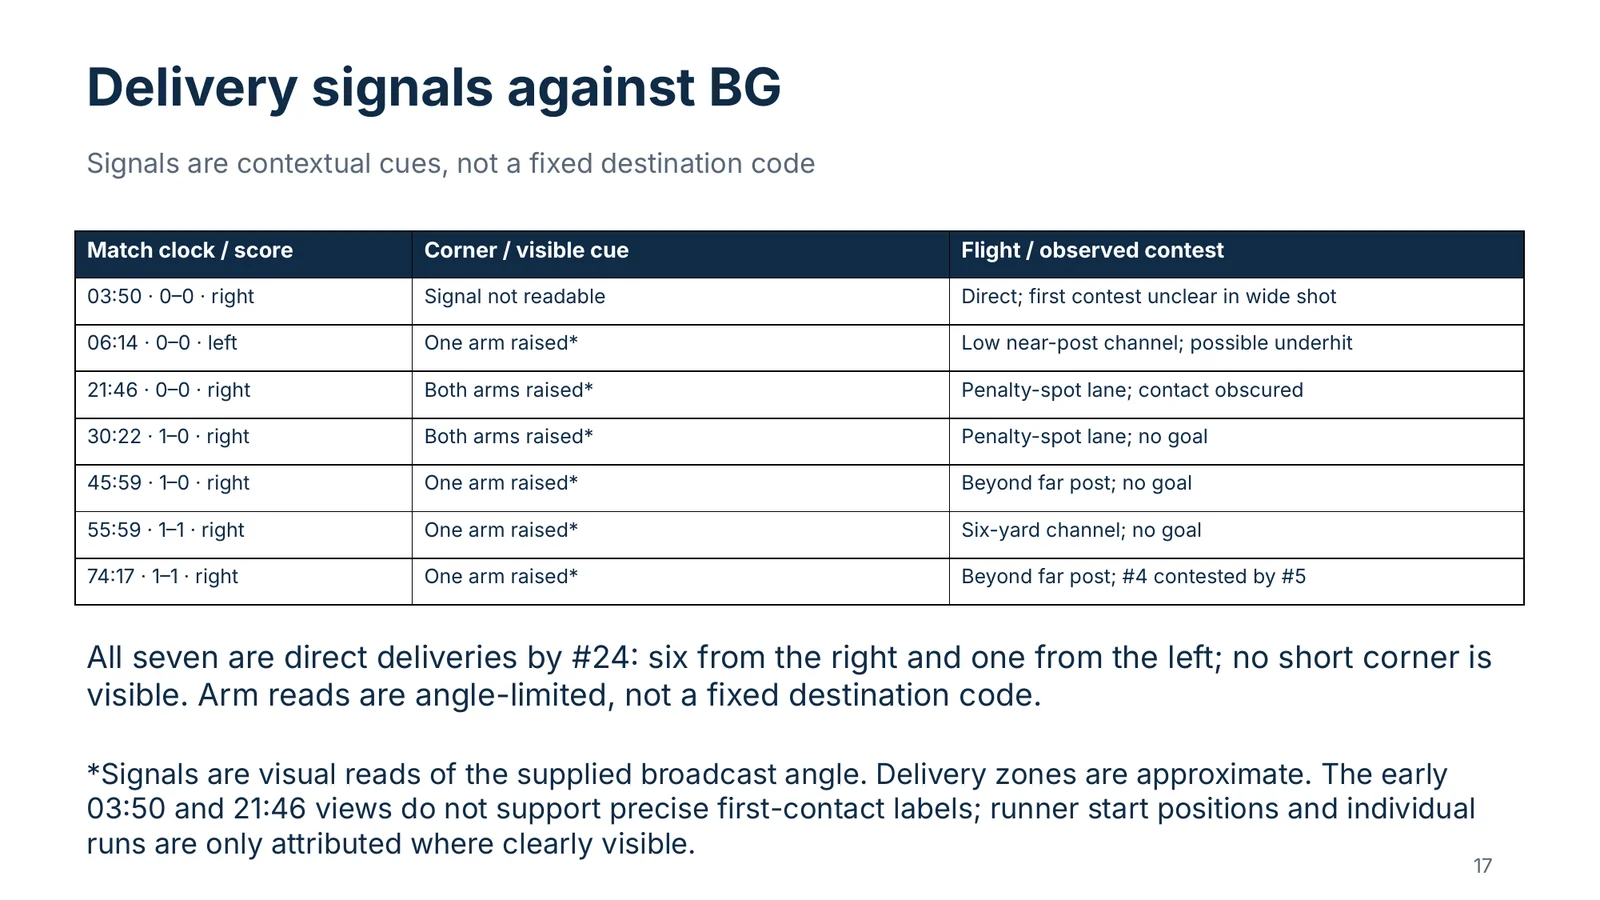 Delivery signals against BG
Signals are contextual cues, not a fixed destination code
Match clock / score Corner / visible cue Flight / observed contest
03:50 · 0–0 · right Signal not readable Direct; first contest unclear in wide shot
06:14 · 0–0 · left One arm raised* Low near-post channel; possible underhit
21:46 · 0–0 · right Both arms raised* Penalty-spot lane; contact obscured
30:22 · 1–0 · right Both arms raised* Penalty-spot lane; no goal
45:59 · 1–0 · right One arm raised* Beyond far post; no goal
55:59 · 1–1 · right One arm raised* Six-yard channel; no goal
74:17 · 1–1 · right One arm raised* Beyond far post; #4 contested by #5
All seven are direct deliveries by #24: six from the right and one from the left; no short corner is
visible. Arm reads are angle-limited, not a fixed destination code.
*Signals are visual reads of the supplied broadcast angle. Delivery zones are approximate. The early
03:50 and 21:46 views do not support precise first-contact labels; runner start positions and individual
runs are only attributed where clearly visible.
17